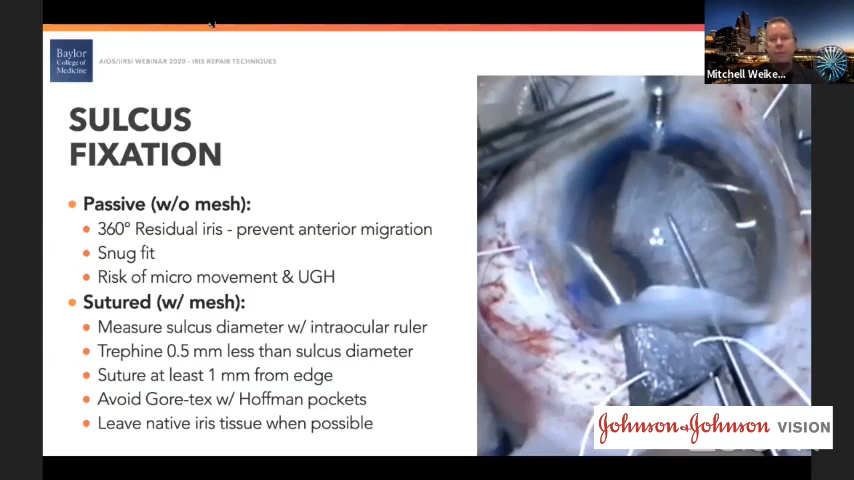 Baylor
College of
Medicine
AIOS/IIRSI WEBINAR 2020 - IRIS REPAIR TECHNIQUES
Mitchell Weike...
SULCUS
FIXATION
Passive (w/o mesh):
360° Residual iris - prevent anterior migration
Snug fit
Risk of micro movement & UGH
Sutured (w/ mesh):
Measure sulcus diameter w/ intraocular ruler
Trephine 0.5 mm less than sulcus diameter
Suture at least 1 mm from edge
Avoid Gore-tex w/ Hoffman pockets
Leave native iris tissue when possible
Johnson & Johnson VISION